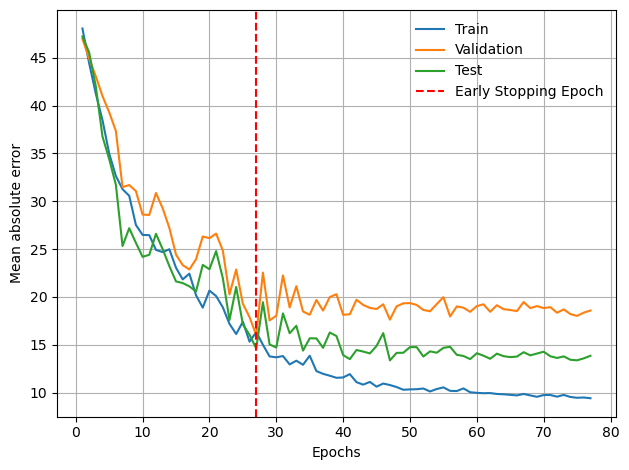 Train
Validation
Test
Early Stopping Epoch
Mean absolute error
45
40
35
30
25
20
15
10
0 10 20 30 40 50 60 70 80
Epochs